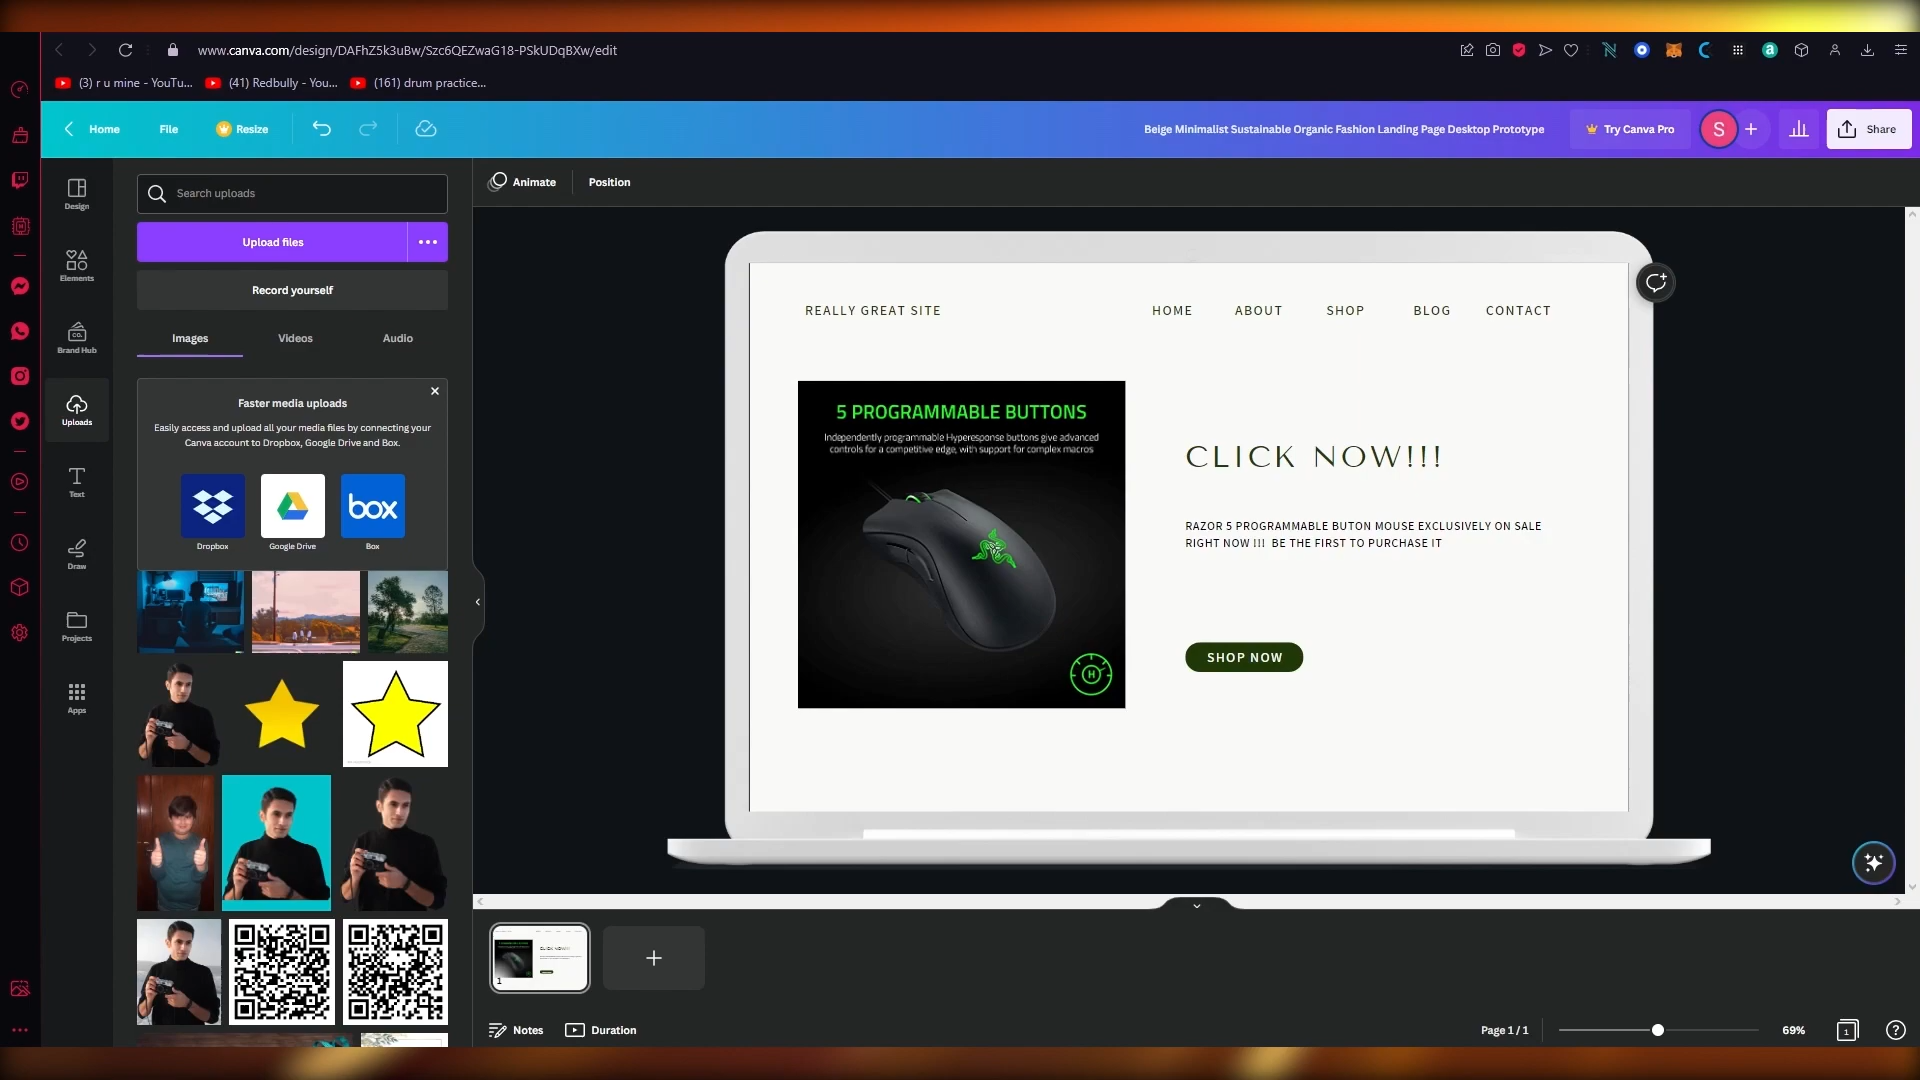 www.canva.com/design/DAFhZ5k3uBw/Szc6QEZwaG18-PSkUDqBXw/edit
(3) r u mine - YouTu...
(41) Redbully - You...
(161) drum practice...
Home
File
Resize
Beige Minimalist Sustainable Organic Fashion Landing Page Desktop Prototype
Try Canva Pro
S
Share
Design
Elements
CO.
Brand Hub
Uploads
Text
Draw
Projects
Apps
Search uploads
Upload files
Record yourself
Images
Videos
Audio
Faster media uploads
Easily access and upload all your media files by connecting your
Canva account to Dropbox, Google Drive and Box.
box
Dropbox
Google Drive
Box
Animate
Position
REALLY GREAT SITE
HOME
ABOUT
SHOP
BLOG
CONTACT
5 PROGRAMMABLE BUTTONS
Independently programmable Hyperesponse buttons give advanced
controls for a competitive edge, with support for complex macros
H
CLICK NOW!!!
RAZOR 5 PROGRAMMABLE BUTON MOUSE EXCLUSIVELY ON SALE
RIGHT NOW !!! BE THE FIRST TO PURCHASE IT
SHOP NOW
1
Notes
Duration
Page 1 / 1
69%
1